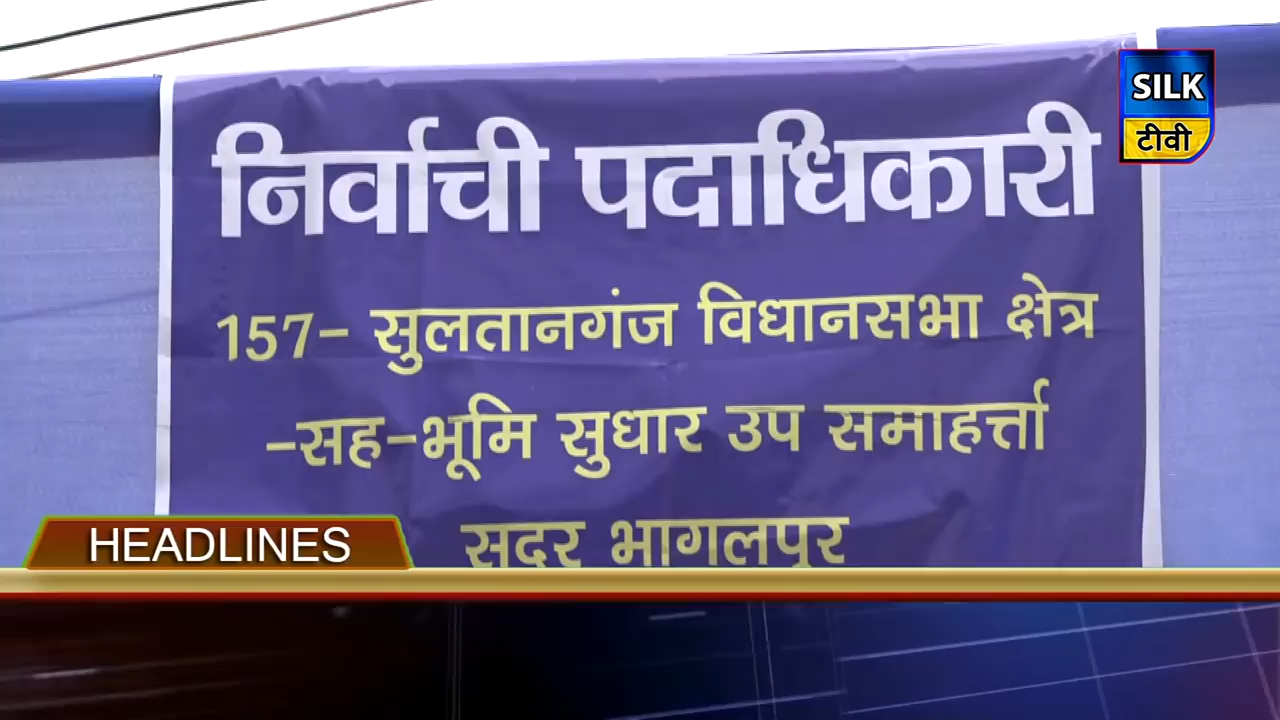 SILK
टीवी
निर्वाची पदाधिकारी
157- सुलतानगंज विधानसभा क्षेत्र
-सह-भूमि सुधार उप समाहर्त्ता
सदर भागलपुर
HEADLINES